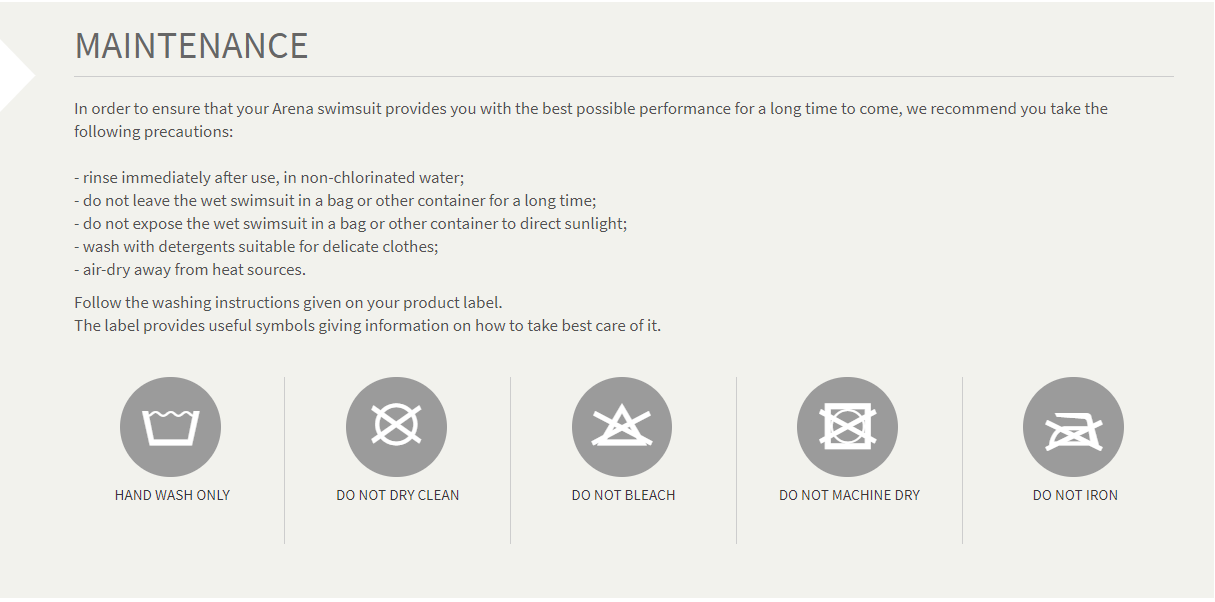 MAINTENANCE
In order to ensure that your Arena swimsuit provides you with the best possible performance for a long time to come, we recommend you take the
following precautions:
- rinse immediately after use, in non-chlorinated water;
- do not leave the wet swimsuit in a bag or other container for a long time;
- do not expose the wet swimsuit in a bag or other container to direct sunlight;
- wash with detergents suitable for delicate clothes;
- air-dry away from heat sources.
Follow the washing instructions given on your product label.
The label provides useful symbols giving information on how to take best care of it.
HAND WASH ONLY
DO NOT DRY CLEAN
DO NOT BLEACH
DO NOT MACHINE DRY
DO NOT IRON